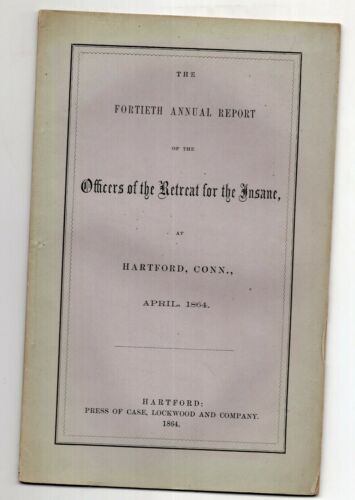 THE
FORTIETH ANNUAL REPORT
OF THE
Officers of the Retreat for the Insane,
AT
HARTFORD, CONN.,
APRIL, 1864.
HARTFORD:
PRESS OF CASE, LOCKWOOD AND COMPANY.
1864.